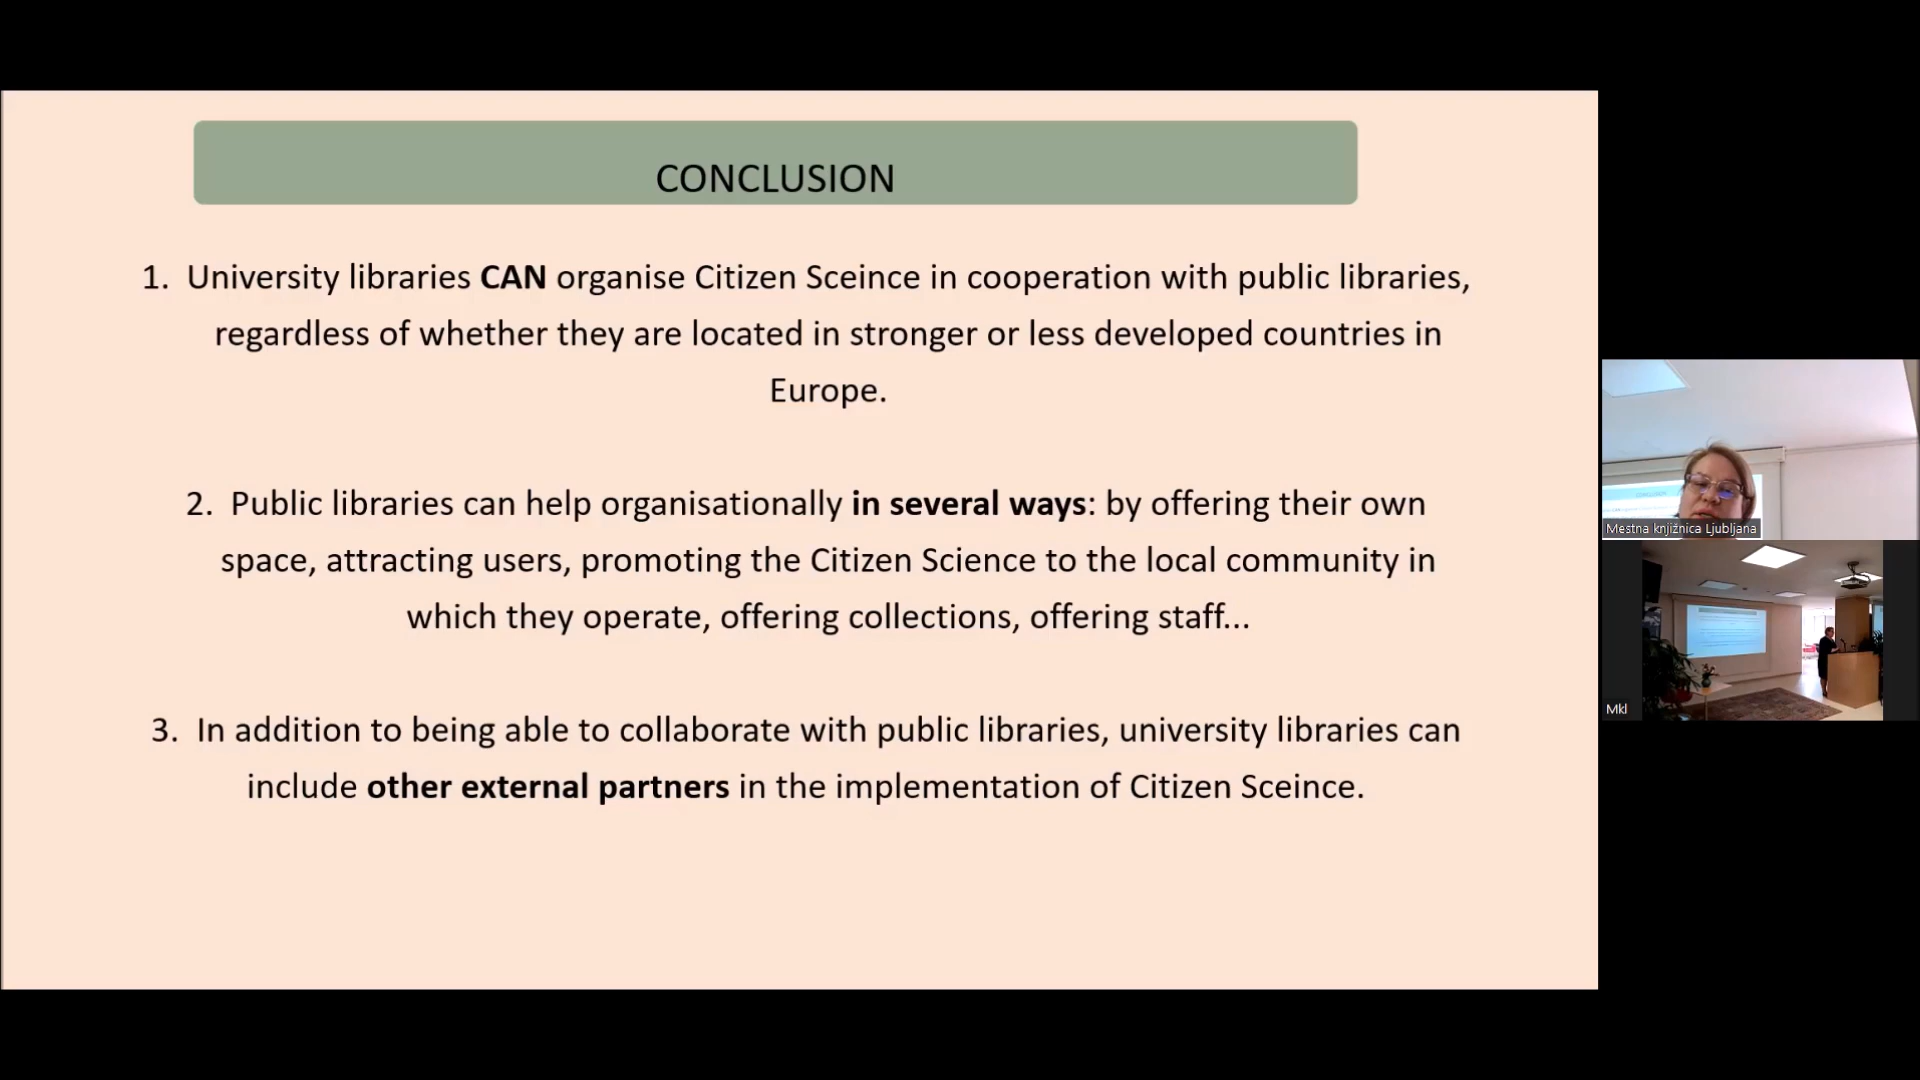 CONCLUSION
1. University libraries CAN organise Citizen Sceince in cooperation with public libraries,
regardless of whether they are located in stronger or less developed countries in
Europe.
2. Public libraries can help organisationally in several ways: by offering their own
space, attracting users, promoting the Citizen Science to the local community in
which they operate, offering collections, offering staff...
3. In addition to being able to collaborate with public libraries, university libraries can
include other external partners in the implementation of Citizen Sceince.
Mestna knjižnica Ljubljana
Mkl